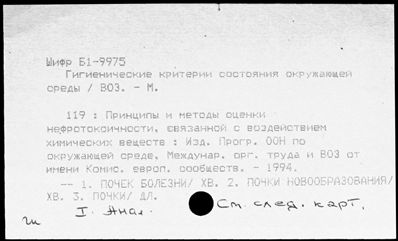 Шифр Б1-9975
Гигиенические критерии состояния окружающей
среды / ВОЗ. - М.
119 : Принципы и методы оценки
нефротоксичности, связанной с воздействием
химических веществ : Изд. Прогр. ООН по
окружающей среде, Междунар. орг. труда и ВОЗ от
имени Комис. европ. сообществ. - 1994.
-- 1. ПОЧЕК БОЛЕЗНИ/ ХВ. 2. ПОЧКИ НОВООБРАЗОВАНИЯ/
ХВ. 3. ПОЧКИ/ ДЛ.
I. Анал.
См. след. карт.